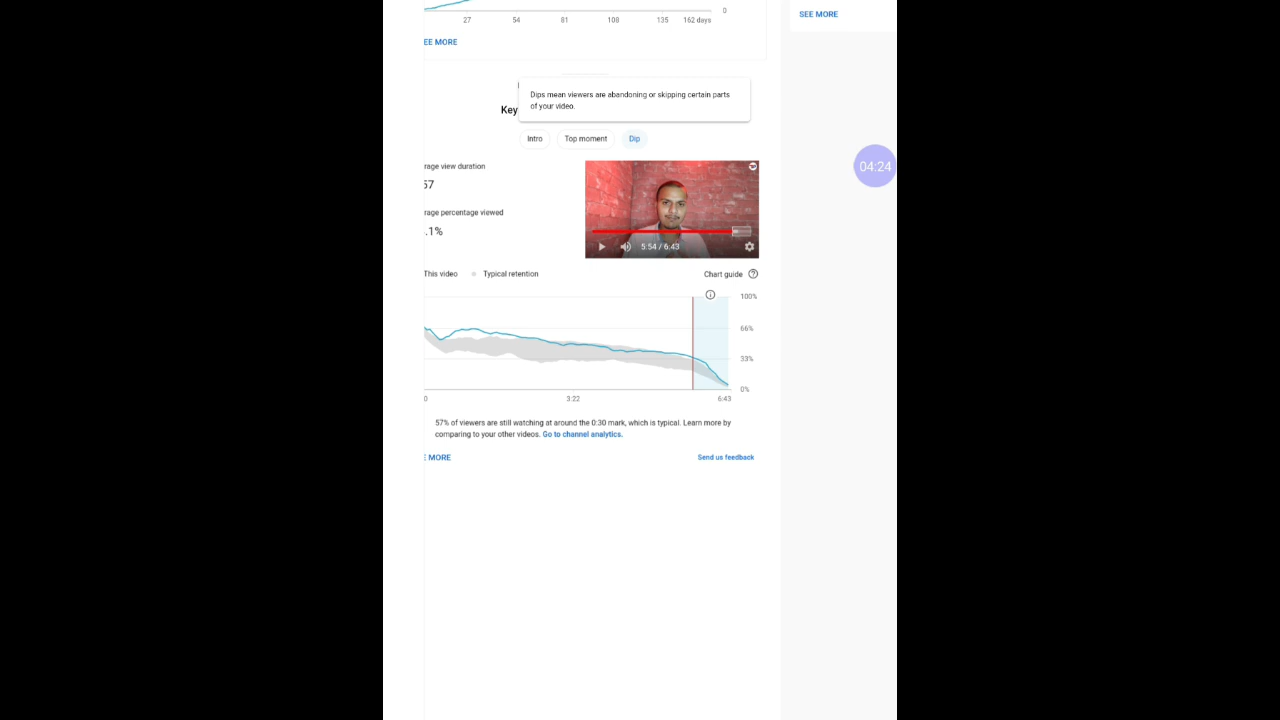 0
27 54 81 108 135 162 days
SEE MORE
EE MORE
Dips mean viewers are abandoning or skipping certain parts
of your video.
Key
Intro Top moment Dip
rage view duration
57
rage percentage viewed
.1%
5:54 / 6:43
04:24
This video Typical retention Chart guide
100%
66%
33%
0%
0 3:22 6:43
57% of viewers are still watching at around the 0:30 mark, which is typical. Learn more by
comparing to your other videos. Go to channel analytics.
E MORE Send us feedback